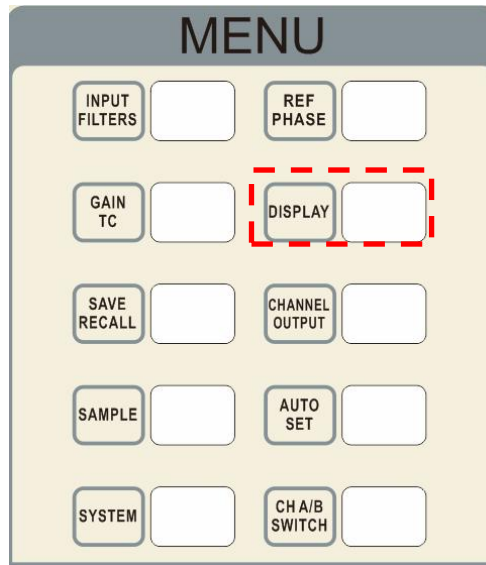 MENU
INPUT
FILTERS
REF
PHASE
GAIN
TC
DISPLAY
SAVE
RECALL
CHANNEL
OUTPUT
SAMPLE
AUTO
SET
SYSTEM
CH A/B
SWITCH